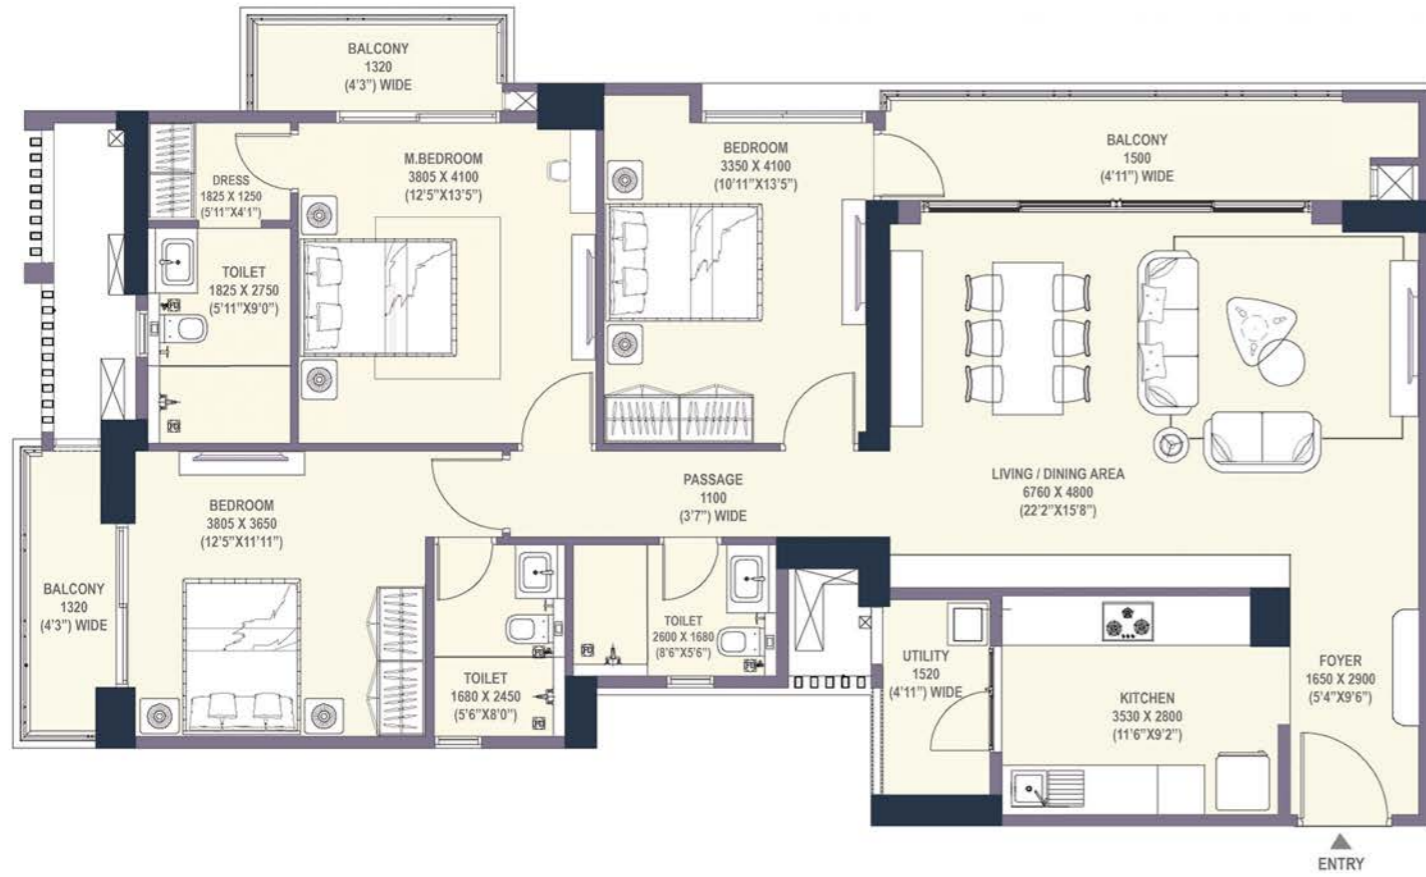 BALCONY
1320
(4'3") WIDE
M.BEDROOM
3805 X 4100
(12'5"X13'5")
BEDROOM
3350 X 4100
(10'11"X13'5")
BALCONY
1500
(4'11") WIDE
DRESS
1825 X 1250
(5'11"X4'1")
TOILET
1825 X 2750
(5'11"X9'0")
BEDROOM
3805 X 3650
(12'5"X11'11")
PASSAGE
1100
(3'7") WIDE
LIVING / DINING AREA
6760 X 4800
(22'2"X15'8")
BALCONY
1320
(4'3") WIDE
TOILET
1680 X 2450
(5'6"X8'0")
TOILET
2600 X 1680
(8'6"X5'6")
UTILITY
1520
(4'11") WIDE
KITCHEN
3530 X 2800
(11'6"X9'2")
FOYER
1650 X 2900
(5'4"X9'6")
ENTRY